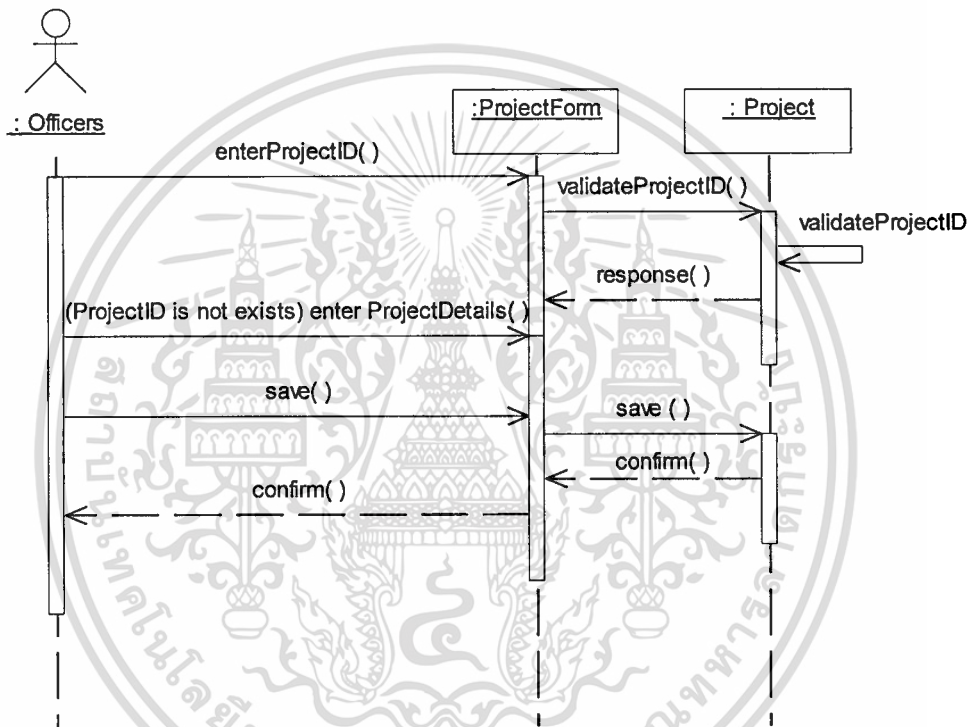 : Officers
:ProjectForm
: Project
enterProjectID( )
validateProjectID( )
validateProjectID
response( )
(ProjectID is not exists) enter ProjectDetails( )
save( )
save ( )
confirm( )
confirm( )